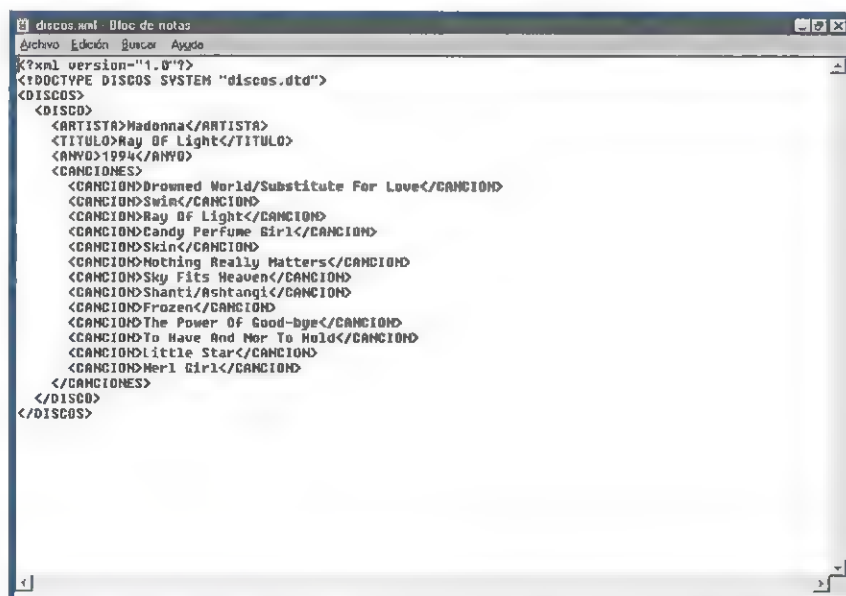 discos.xml - Bloc de notas
Archivo Edición Buscar Ayuda
<?xml version="1.0"?>
<!DOCTYPE DISCOS SYSTEM "discos.dtd">
<DISCOS>
<DISCO>
<ARTISTA>Madonna</ARTISTA>
<TITULO>Ray Of Light</TITULO>
<ANYO>1994</ANYO>
<CANCIONES>
<CANCION>Drowned World/Substitute For Love</CANCION>
<CANCION>Swim</CANCION>
<CANCION>Ray Of Light</CANCION>
<CANCION>Candy Perfume Girl</CANCION>
<CANCION>Skin</CANCION>
<CANCION>Nothing Really Matters</CANCION>
<CANCION>Sky Fits Heaven</CANCION>
<CANCION>Shanti/Ashtangi</CANCION>
<CANCION>Frozen</CANCION>
<CANCION>The Power Of Good-bye</CANCION>
<CANCION>To Have And Nor To Hold</CANCION>
<CANCION>Little Star</CANCION>
<CANCION>Merl Girl</CANCION>
</CANCIONES>
</DISCO>
</DISCOS>